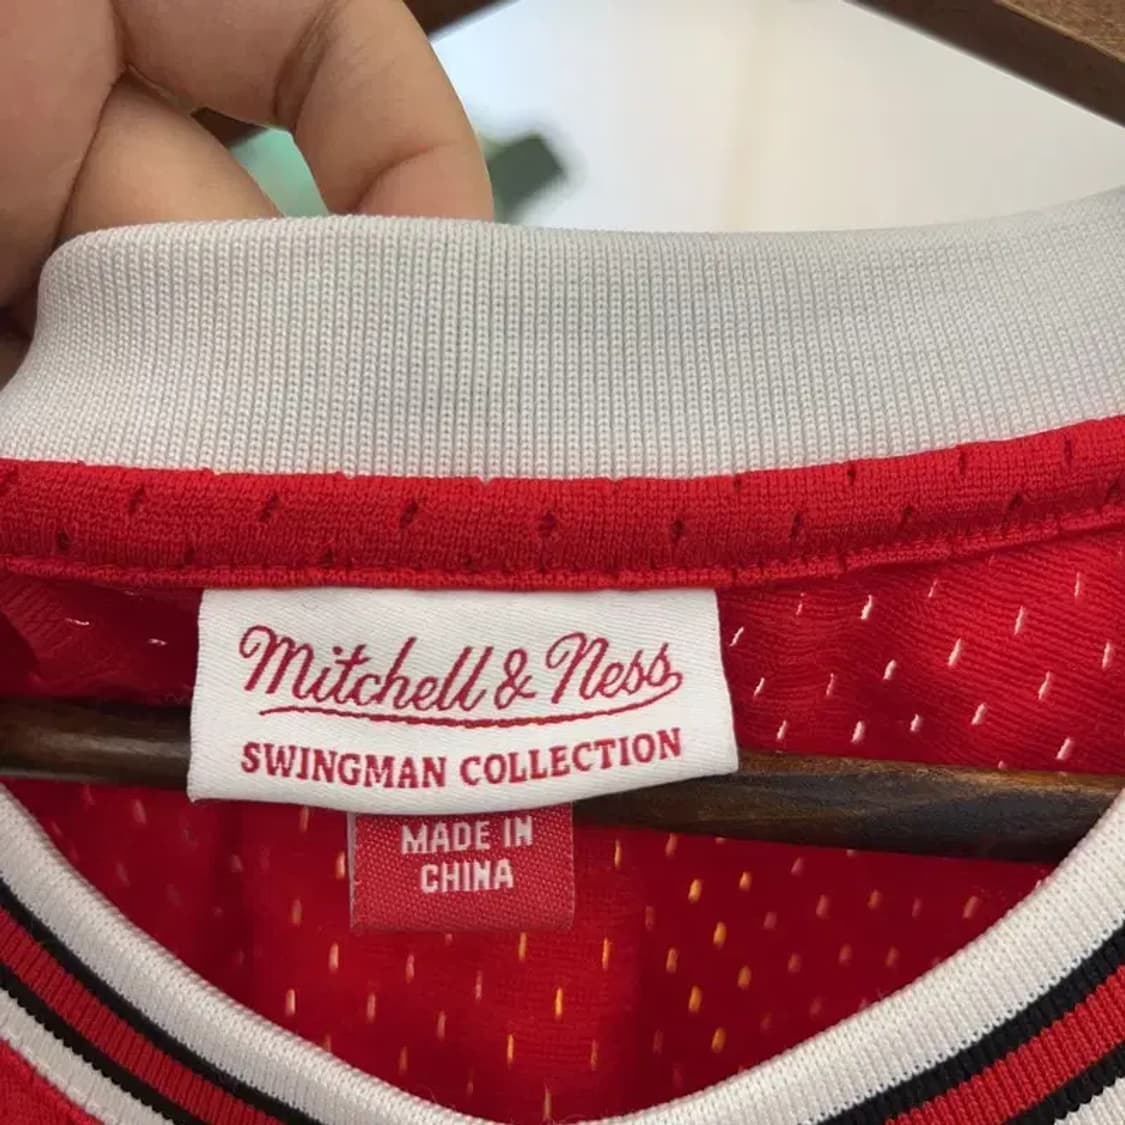 Mitchell & Ness
SWINGMAN COLLECTION
MADE IN
CHINA